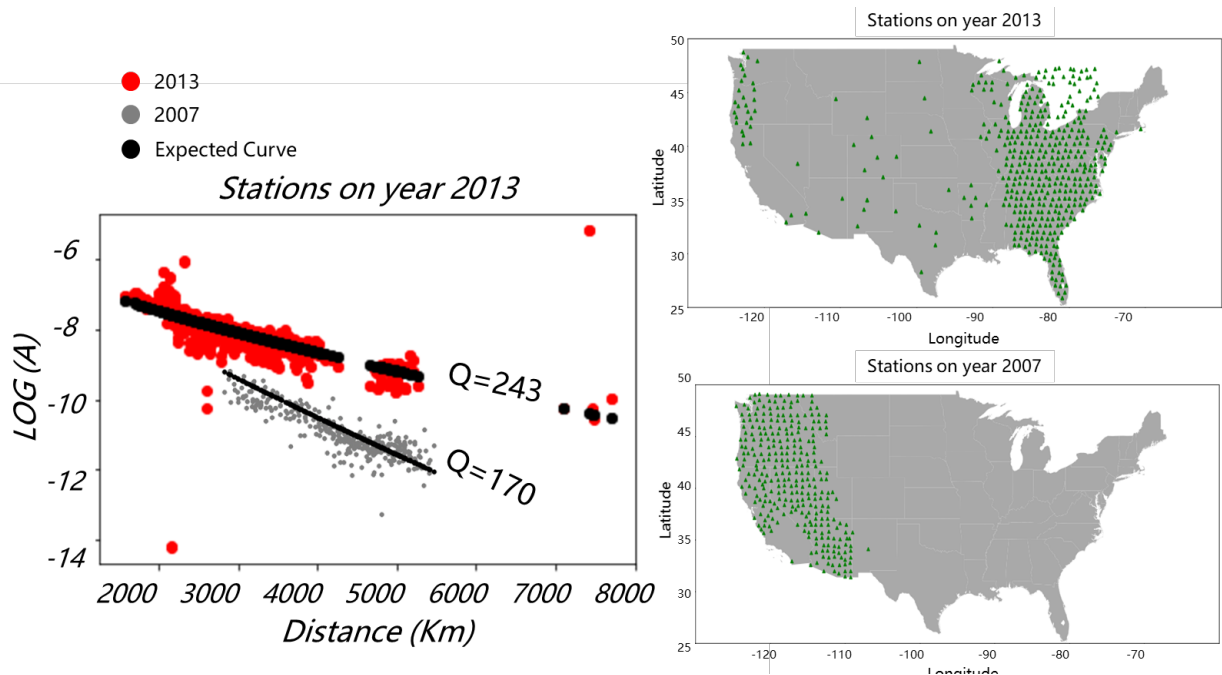 2013
2007
Expected Curve
Stations on year 2013
LOG (A)
-6
-8
-10
-12
-14
Q=243
Q=170
2000 3000 4000 5000 6000 7000 8000
Distance (Km)
Stations on year 2013
Latitude
50
45
40
35
30
25
-120 -110 -100 -90 -80 -70
Longitude
Stations on year 2007
Latitude
50
45
40
35
30
25
-120 -110 -100 -90 -80 -70
Longitude